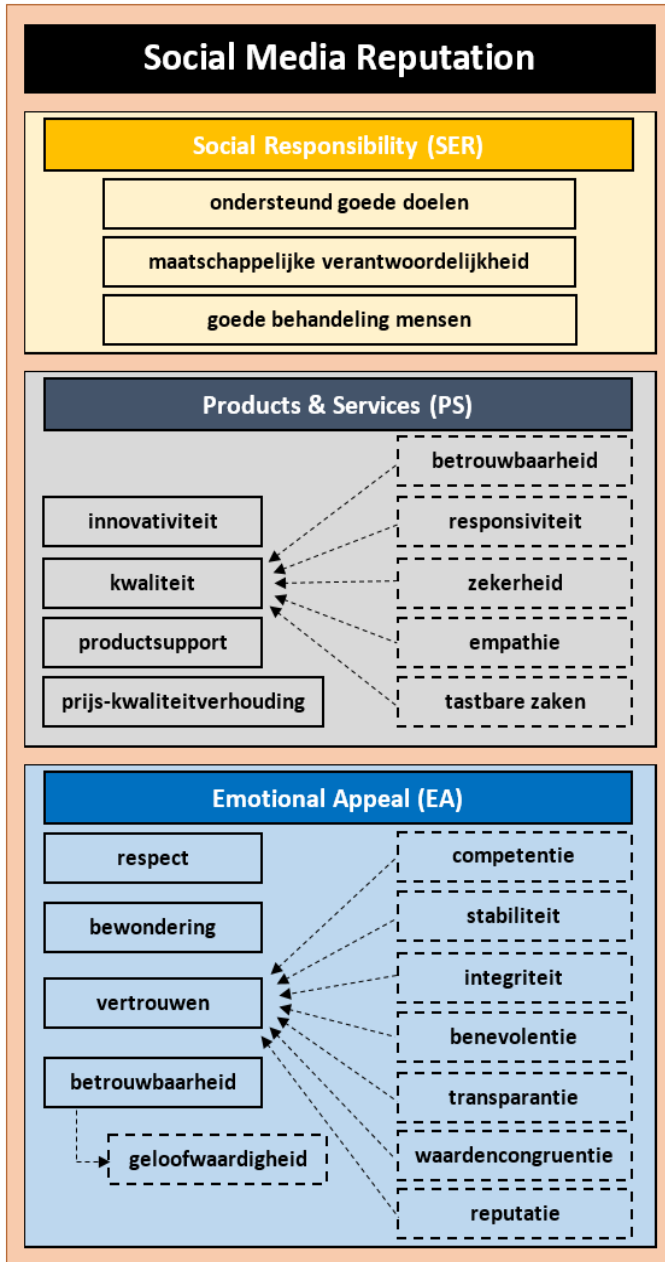 Social Media Reputation
Social Responsibility (SER)
ondersteund goede doelen
maatschappelijke verantwoordelijkheid
goede behandeling mensen
Products & Services (PS)
betrouwbaarheid
innovativiteit
responsiviteit
kwaliteit
zekerheid
productsupport
empathie
prijs-kwaliteitverhouding
tastbare zaken
Emotional Appeal (EA)
respect
competentie
bewondering
stabiliteit
vertrouwen
integriteit
benevolentie
betrouwbaarheid
transparantie
geloofwaardigheid
waardencongruentie
reputatie